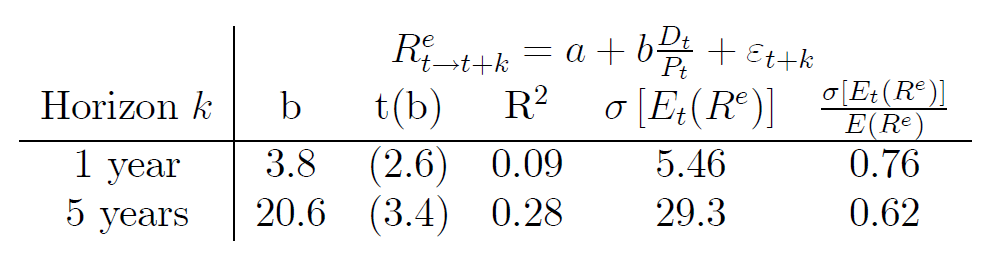 R^e_{t→t+k} = a + b D_t/P_t + ε_{t+k}
Horizon k b t(b) R² σ[E_t(R^e)] σ[E_t(R^e)]/E(R^e)
1 year 3.8 (2.6) 0.09 5.46 0.76
5 years 20.6 (3.4) 0.28 29.3 0.62